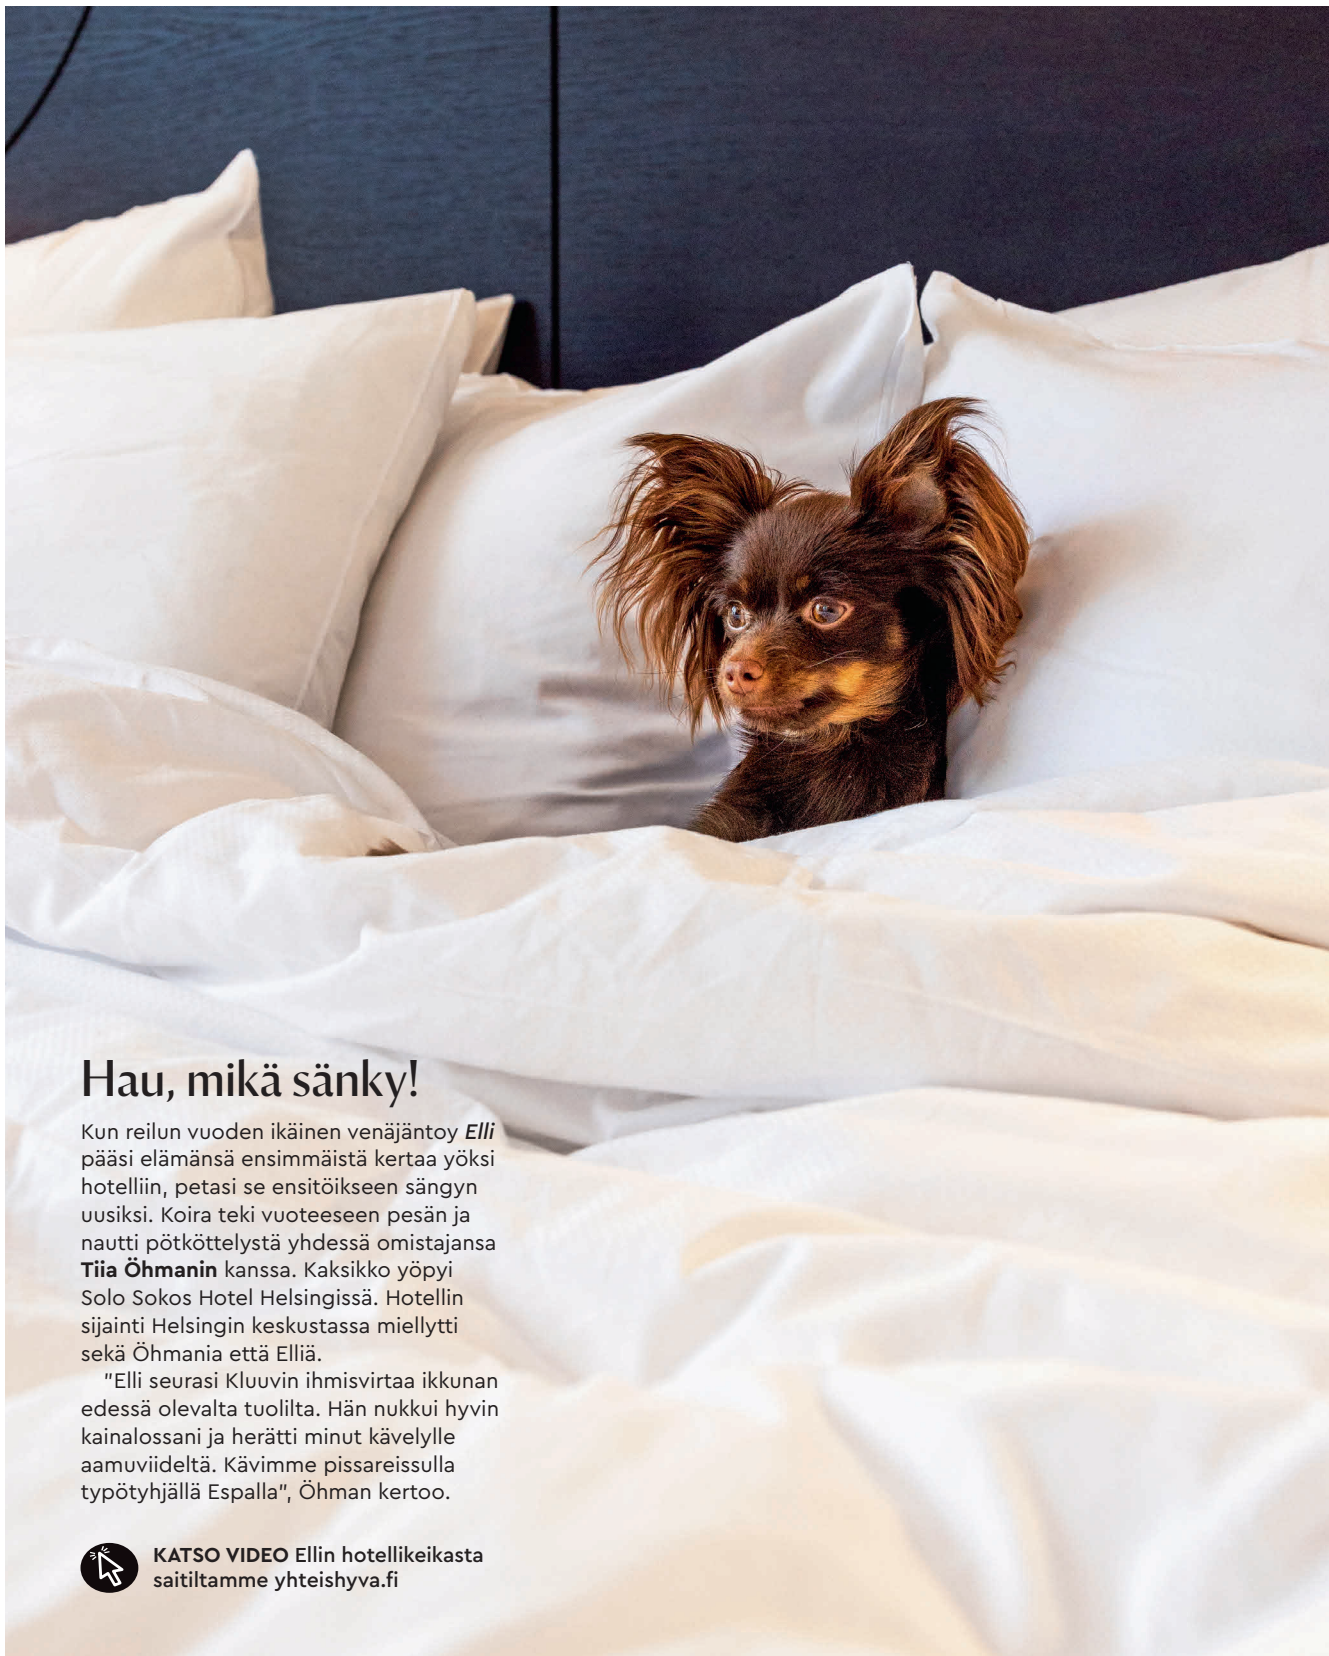 Hau, mikä sänky!
Kun reilun vuoden ikäinen venäjäntoy Elli
pääsi elämänsä ensimmäistä kertaa yöksi
hotelliin, petasi se ensitöikseen sängyn
uusiksi. Koira teki vuoteeseen pesän ja
nautti pötköttelystä yhdessä omistajansa
Tiia Öhmanin kanssa. Kaksikko yöpyi
Solo Sokos Hotel Helsingissä. Hotellin
sijainti Helsingin keskustassa miellytti
sekä Öhmania että Elliä.
"Elli seurasi Kluuvin ihmisvirtaa ikkunan
edessä olevalta tuolilta. Hän nukkui hyvin
kainalossani ja herätti minut kävelylle
aamuviideltä. Kävimme pissareissulla
typötyhjällä Espalla", Öhman kertoo.
KATSO VIDEO Ellin hotellikeikasta
saitiltamme yhteishyva.fi